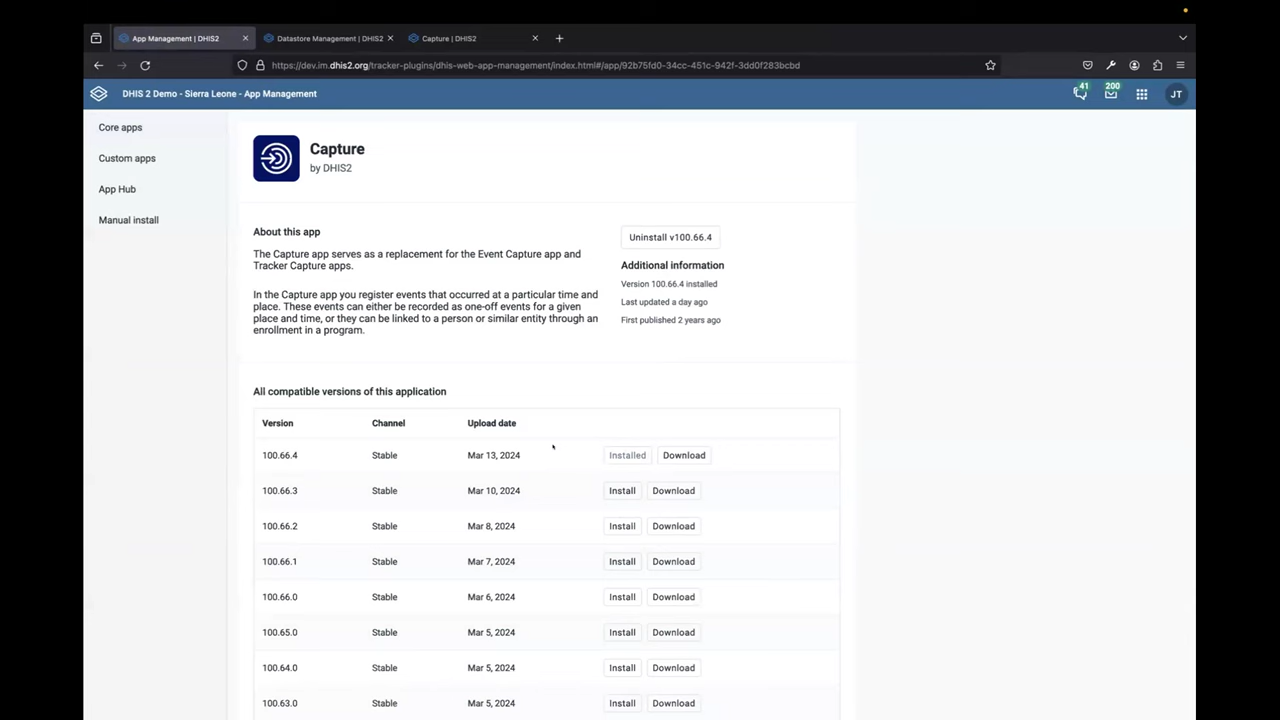 App Management | DHIS2
Datastore Management | DHIS2
Capture | DHIS2
https://dev.im.dhis2.org/tracker-plugins/dhis-web-app-management/index.html#/app/92b75fd0-34cc-451c-942f-3dd0f283bcbd
DHIS 2 Demo - Sierra Leone - App Management
41
200
JT
Core apps
Custom apps
App Hub
Manual install
Capture
by DHIS2
About this app
The Capture app serves as a replacement for the Event Capture app and
Tracker Capture apps.
In the Capture app you register events that occurred at a particular time and
place. These events can either be recorded as one-off events for a given
place and time, or they can be linked to a person or similar entity through an
enrollment in a program.
Uninstall v100.66.4
Additional information
Version 100.66.4 installed
Last updated a day ago
First published 2 years ago
All compatible versions of this application
Version Channel Upload date
100.66.4 Stable Mar 13, 2024 Installed Download
100.66.3 Stable Mar 10, 2024 Install Download
100.66.2 Stable Mar 8, 2024 Install Download
100.66.1 Stable Mar 7, 2024 Install Download
100.66.0 Stable Mar 6, 2024 Install Download
100.65.0 Stable Mar 5, 2024 Install Download
100.64.0 Stable Mar 5, 2024 Install Download
100.63.0 Stable Mar 5, 2024 Install Download